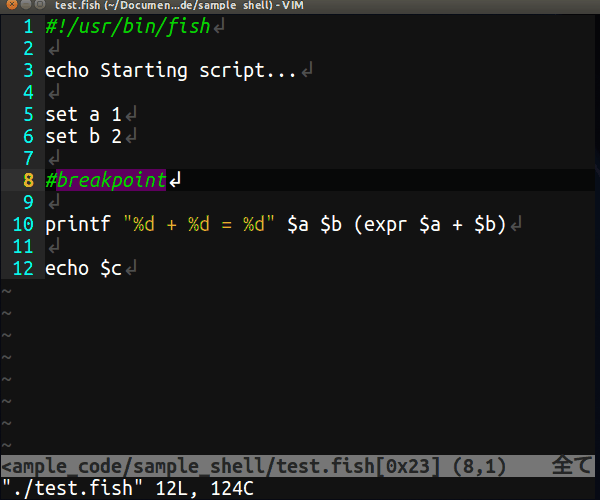 test.fish (~/Documen...de/sample_shell) - VIM
1 #!/usr/bin/fish↲
2 ↲
3 echo Starting script...↲
4 ↲
5 set a 1↲
6 set b 2↲
7 ↲
8 #breakpoint↲
9 ↲
10 printf "%d + %d = %d" $a $b (expr $a + $b)↲
11 ↲
12 echo $c↲
~
~
~
~
~
~
~
~
<ample_code/sample_shell/test.fish[0x23] (8,1) 全て
"./test.fish" 12L, 124C